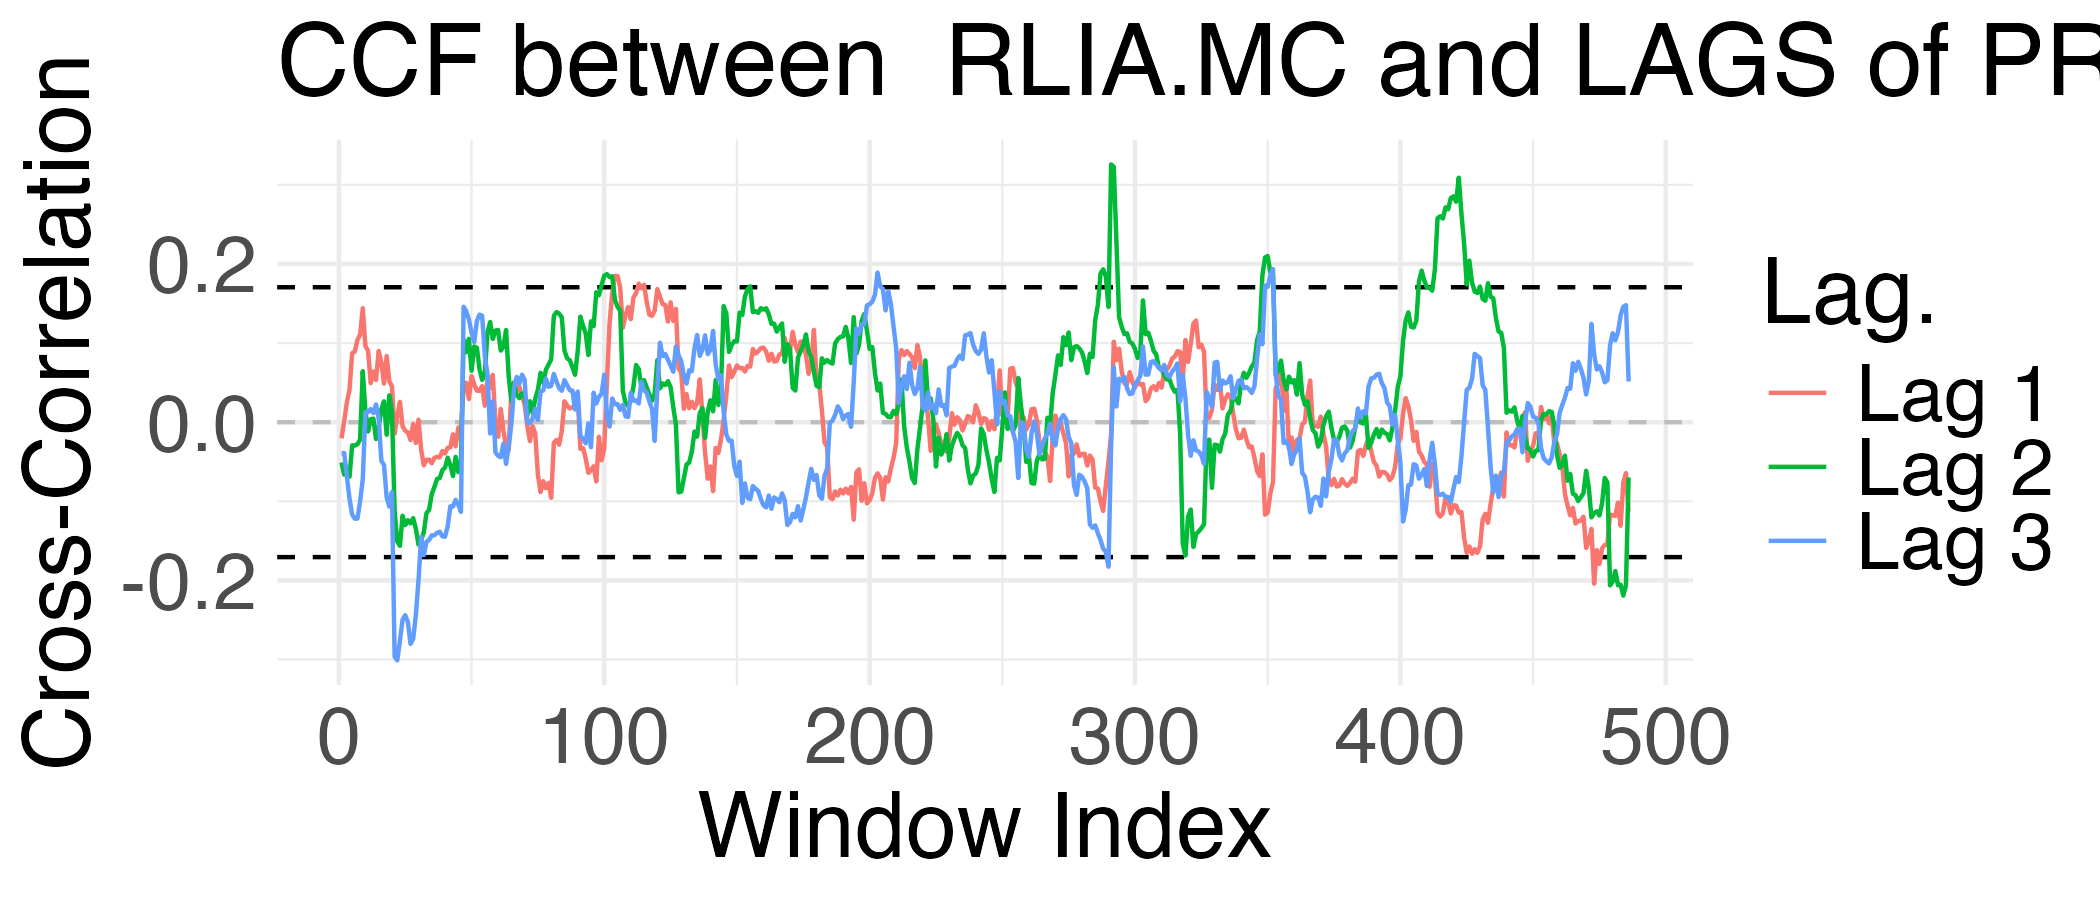 CCF between  RLIA.MC and LAGS of PR
Cross-Correlation
0.2
0.0
-0.2
0
100
200
300
400
500
Window Index
Lag.
Lag 1
Lag 2
Lag 3